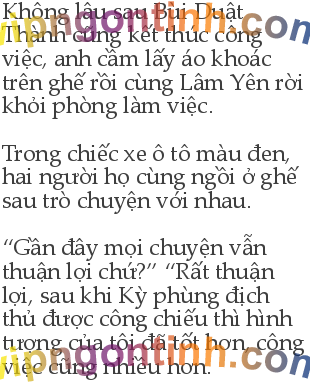 Không lâu sau Bùi Duật
Thành cũng kết thúc công
việc, anh cầm lấy áo khoác
trên ghế rồi cùng Lâm Yên rời
khỏi phòng làm việc.
Trong chiếc xe ô tô màu đen,
hai người họ cùng ngồi ở ghế
sau trò chuyện với nhau.
“Gần đây mọi chuyện vẫn
thuận lợi chứ?” “Rất thuận
lợi, sau khi Kỳ phùng địch
thủ được công chiếu thì hình
tượng của tôi đã tốt hơn, công
việc cũng nhiều hơn.
vipngontinh.com
vipngontinh.com